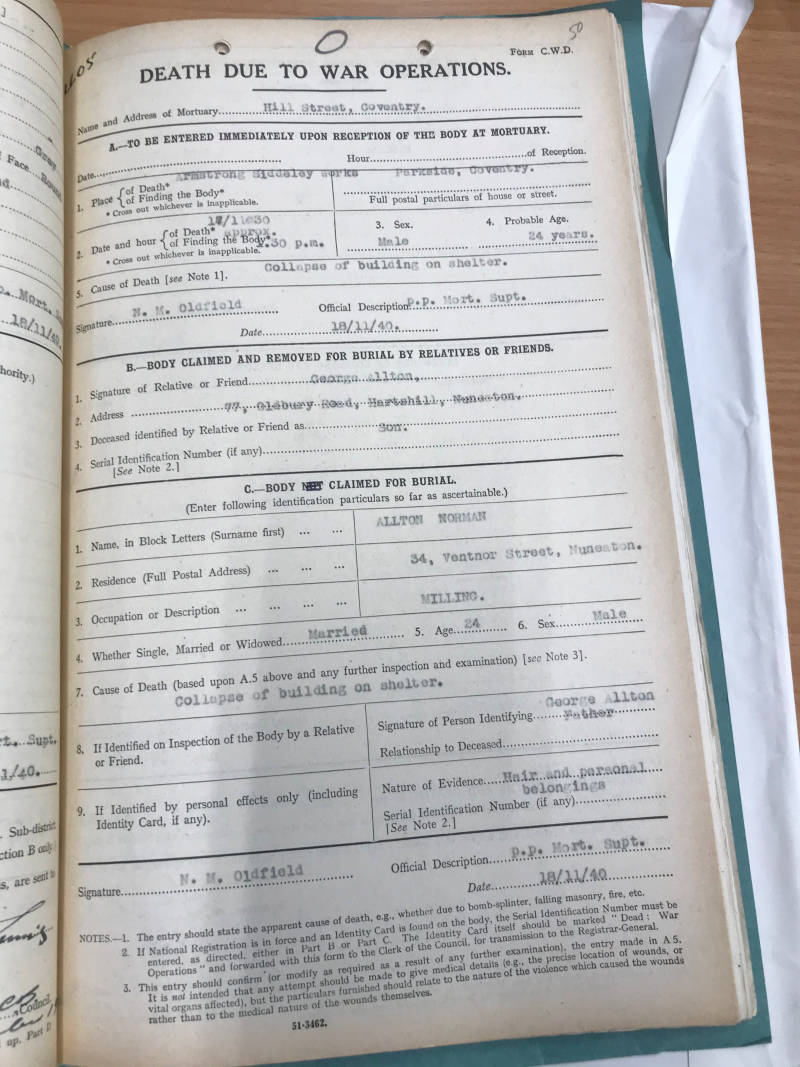 50
FORM C.W.D.
DEATH DUE TO WAR OPERATIONS.
Name and Address of Mortuary Hill Street, Coventry.
A.—TO BE ENTERED IMMEDIATELY UPON RECEPTION OF THE BODY AT MORTUARY.
Date Hour of Reception.
Armstrong Siddeley Works Parkside, Coventry.
1. Place { of Death*
of Finding the Body*
* Cross out whichever is inapplicable.
Full postal particulars of house or street.
2. Date and hour { of Death* approx.
of Finding the Body* .30 p.m.
* Cross out whichever is inapplicable.
3. Sex. Male
4. Probable Age. 24 years.
5. Cause of Death [see Note 1]. Collapse of building on shelter.
Signature N. M. Oldfield Official Description p.p. Mort. Supt.
Date 18/11/40.
B.—BODY CLAIMED AND REMOVED FOR BURIAL BY RELATIVES OR FRIENDS.
1. Signature of Relative or Friend George Allton,
2. Address 77, Oldbury Road, Hartshill, Nuneaton.
3. Deceased identified by Relative or Friend as Son.
4. Serial Identification Number (if any)
[See Note 2.]
C.—BODY NOT CLAIMED FOR BURIAL.
(Enter following identification particulars so far as ascertainable.)
1. Name, in Block Letters (Surname first) ... ... ALLTON NORMAN
2. Residence (Full Postal Address) ... ... ... 34, Ventnor Street, Nuneaton.
3. Occupation or Description ... ... ... ... MILLING.
4. Whether Single, Married or Widowed Married 5. Age 24 6. Sex Male
7. Cause of Death (based upon A.5 above and any further inspection and examination) [see Note 3].
Collapse of building on shelter.
8. If Identified on Inspection of the Body by a Relative
or Friend.
George Allton
Signature of Person Identifying Father
Relationship to Deceased
9. If Identified by personal effects only (including
Identity Card, if any).
Nature of Evidence Hair and personal
belongings
Serial Identification Number (if any)
[See Note 2.]
Signature N. M. Oldfield Official Description p.p. Mort. Supt.
Date 18/11/40
NOTES.—1. The entry should state the apparent cause of death, e.g., whether due to bomb-splinter, falling masonry, fire, etc.
2. If National Registration is in force and an Identity Card is found on the body, the Serial Identification Number must be
entered, as directed, either in Part B or Part C. The Identity Card itself should be marked "Dead: War
Operations" and forwarded with this form to the Clerk of the Council, for transmission to the Registrar-General.
3. This entry should confirm (or modify as required as a result of any further examination), the entry made in A.5.
It is not intended that any attempt should be made to give medical details (e.g., the precise location of wounds, or
vital organs affected), but the particulars furnished should relate to the nature of the violence which caused the wounds
rather than to the medical nature of the wounds themselves.
51-3462.